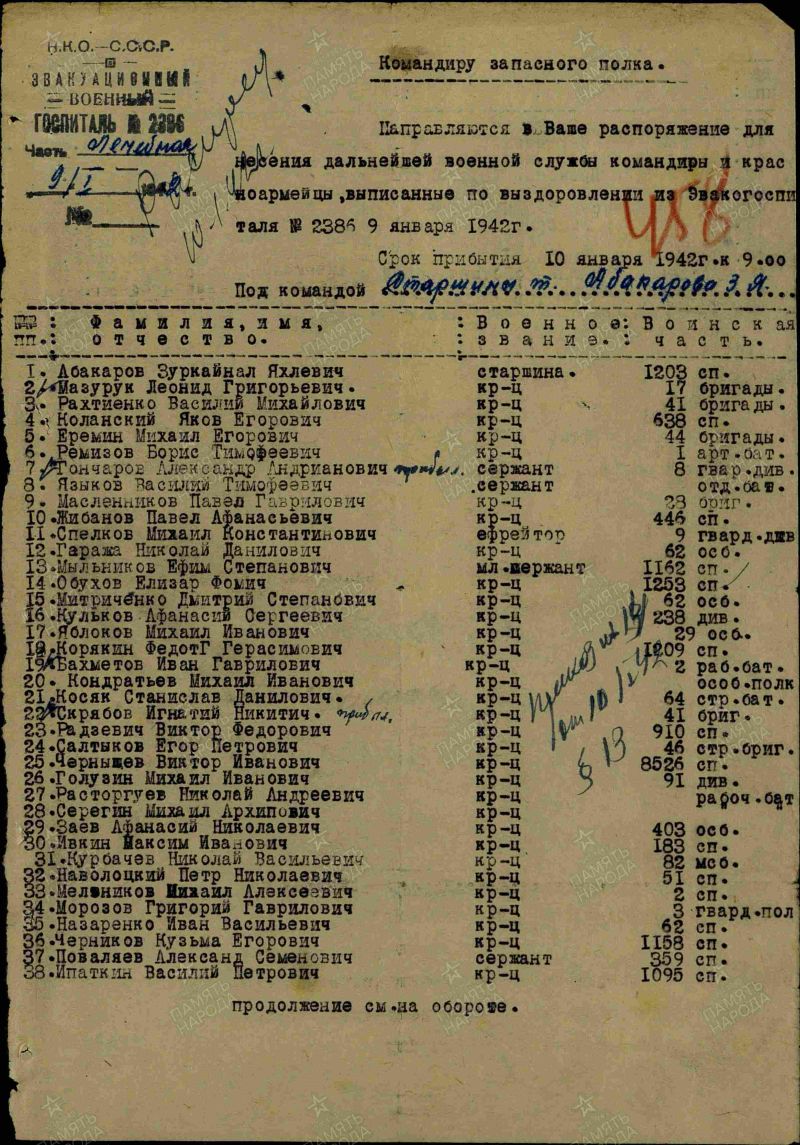 Н.К.О.-С.С.С.Р.
ЭВАКУАЦИОННЫЙ
ВОЕННЫЙ
ГОСПИТАЛЬ № 2386
Часть Лечебная
9/I 1942г.
№
Командиру запасного полка.
Направляются в Ваше распоряжение для
несения дальнейшей военной службы командиры и крас
ноармейцы,выписанные по выздоровлении из Эвакогоспи
таля № 2386 9 января 1942г.
Срок прибытия 10 января 1942г.к 9.00
Под командой Старшины т. Абакарова З. Я.
№№ : Фамилия,имя, : Военное: Воинская
пп.: отчество. : звание. : часть.
1. Абакаров Зуркайнал Яхлевич старшина. 1203 сп.
2. Мазурук Леонид Григорьевич. кр-ц 17 бригады.
3. Рахтиенко Василий Михайлович кр-ц 41 бригады.
4. Коланский Яков Егорович кр-ц 638 сп.
5. Еремин Михаил Егорович кр-ц 44 бригады.
6. Ремизов Борис Тимофеевич кр-ц I арт.бат.
7. Гончаров Александр Андрианович сержант 8 гвар.див.
8. Языков Василий Тимофеевич .сержант отд.бат.
9. Масленников Павел Гаврилович кр-ц 28 бриг.
10.Жибанов Павел Афанасьевич кр-ц 446 сп.
11.Спелков Михаил Константинович ефрейтор 9 гвард.див
12.Гаража Николай Данилович кр-ц 62 осб.
13.Мыльников Ефим Степанович мл.шержант 1162 сп.
14.Обухов Елизар Фомич кр-ц 1253 сп.
15.Митриченко Дмитрий Степанович кр-ц 62 осб.
16.Кульков Афанасий Сергеевич кр-ц 238 див.
17.Яблоков Михаил Иванович кр-ц 29 осб.
18.Корякин ФедотГ Герасимович кр-ц 1209 сп.
19.Бахметов Иван Гаврилович кр-ц 2 раб.бат.
20. Кондратьев Михаил Иванович кр-ц особ.полк
21.Косяк Станислав Данилович. кр-ц 64 стр.бат.
22.Скрябов Игнатий Никитич. кр-ц 41 бриг.
23.Радзевич Виктор Федорович кр-ц 910 сп.
24.Салтыков Егор Петрович кр-ц 46 стр.бриг.
25.Чернышев Виктор Иванович кр-ц 8526 сп.
26.Голузин Михаил Иванович кр-ц 91 див.
27.Расторгуев Николай Андреевич кр-ц рабоч.бат
28.Серегин Михаил Архипович кр-ц
29.Заев Афанасий Николаевич кр-ц 403 осб.
30.Ивкин Максим Иванович кр-ц 183 сп.
31.Курбачев Николай Васильевич кр-ц 82 мсб.
32.Наволоцкий Петр Николаевич кр-ц 51 сп.
33.Мельников Михаил Алексеевич кр-ц 2 сп.
34.Морозов Григорий Гаврилович кр-ц 3 гвард.пол
35.Назаренко Иван Васильевич кр-ц 62 сп.
36.Черников Кузьма Егорович кр-ц 1158 сп.
37.Поваляев Александ Семенович сержант 359 сп.
38.Ипаткин Василий Петрович кр-ц 1095 сп.
продолжение см.на обороте.
ПАМЯТЬ НАРОДА